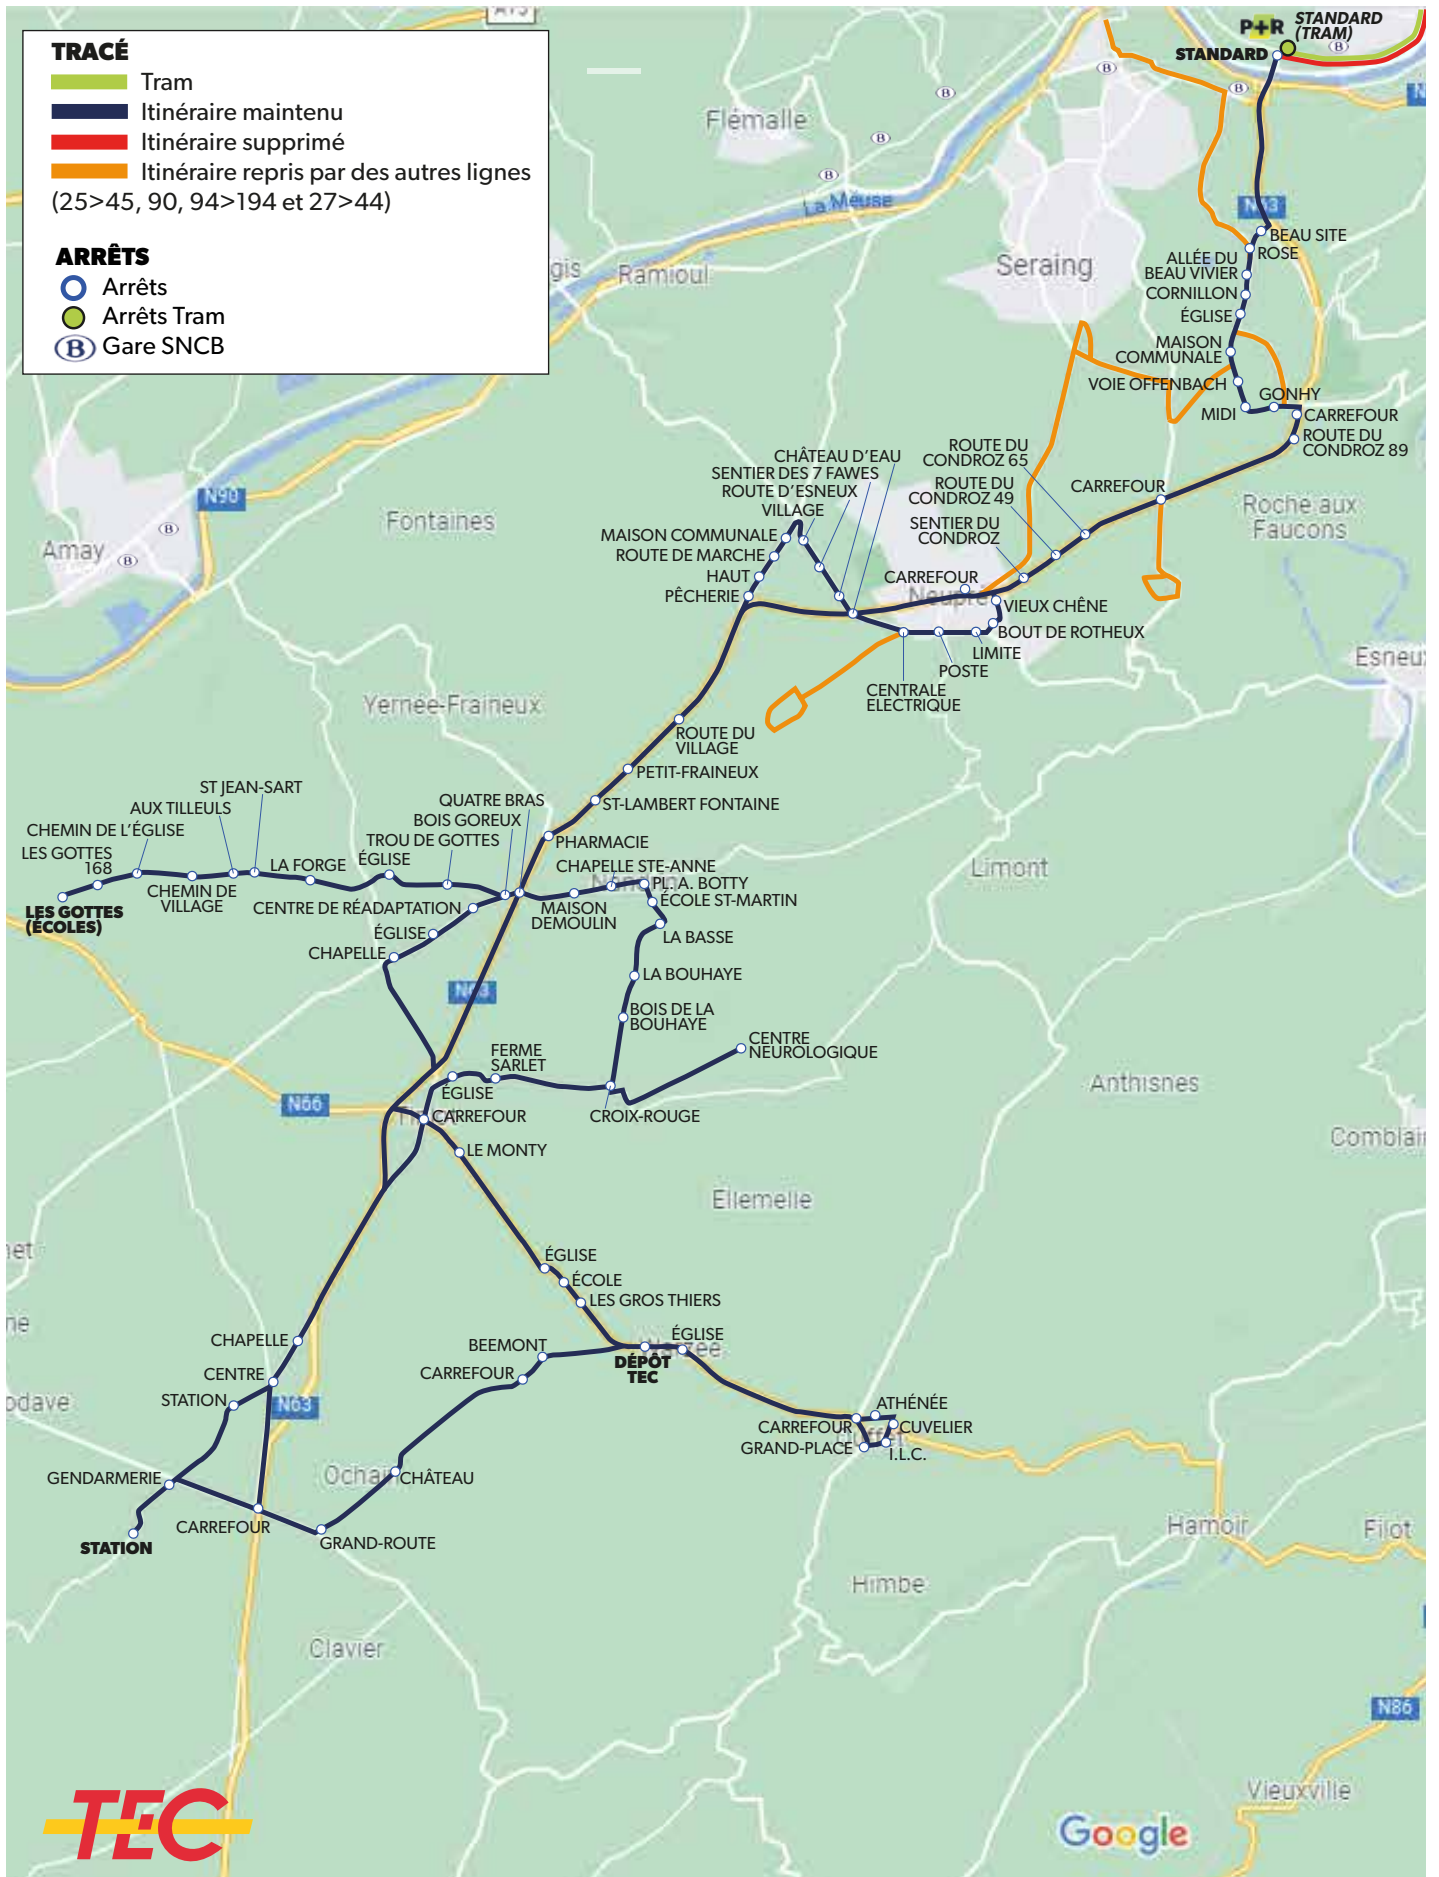 A15
P+R
STANDARD
(TRAM)
STANDARD
TRACÉ
Tram
Itinéraire maintenu
Itinéraire supprimé
Itinéraire repris par des autres lignes
(25>45, 90, 94>194 et 27>44)
ARRÊTS
Arrêts
Arrêts Tram
B Gare SNCB
Flémalle
La Meuse
Ramioul
Seraing
N63
BEAU SITE
ROSE
ALLÉE DU
BEAU VIVIER
CORNILLON
ÉGLISE
MAISON
COMMUNALE
VOIE OFFENBACH
GONHY
MIDI
CARREFOUR
ROUTE DU
CONDROZ 89
ROUTE DU
CONDROZ 65
CHÂTEAU D'EAU
SENTIER DES 7 FAWES
ROUTE D'ESNEUX
VILLAGE
ROUTE DU
CONDROZ 49
CARREFOUR
SENTIER DU
CONDROZ
MAISON COMMUNALE
ROUTE DE MARCHE
HAUT
PÊCHERIE
CARREFOUR
Neupré
VIEUX CHÊNE
BOUT DE ROTHEUX
LIMITE
POSTE
CENTRALE
ELECTRIQUE
N90
Fontaines
Amay
Roche aux
Faucons
Esneux
Yernée-Fraineux
ROUTE DU
VILLAGE
PETIT-FRAINEUX
ST-LAMBERT FONTAINE
PHARMACIE
ST JEAN-SART
AUX TILLEULS
CHEMIN DE L'ÉGLISE
LES GOTTES
168
QUATRE BRAS
BOIS GOREUX
TROU DE GOTTES
ÉGLISE
LA FORGE
CHEMIN DE
VILLAGE
LES GOTTES
(ÉCOLES)
CENTRE DE RÉADAPTATION
ÉGLISE
CHAPELLE
CHAPELLE STE-ANNE
PL. A. BOTTY
ÉCOLE ST-MARTIN
MAISON
DEMOULIN
LA BASSE
Limont
LA BOUHAYE
N63
BOIS DE LA
BOUHAYE
CENTRE
NEUROLOGIQUE
FERME
SARLET
ÉGLISE
CROIX-ROUGE
N66
CARREFOUR
LE MONTY
Anthisnes
Comblain
Ellemelle
ÉGLISE
ÉCOLE
LES GROS THIERS
ÉGLISE
BEEMONT
CARREFOUR
DÉPÔT
TEC
CHAPELLE
CENTRE
STATION
N63
ATHÉNÉE
CARREFOUR
CUVELIER
GRAND-PLACE
I.L.C.
GENDARMERIE
Ochain
CHÂTEAU
CARREFOUR
GRAND-ROUTE
STATION
Hamoir
Filot
Himbe
Clavier
N86
Vieuxville
TEC
Google